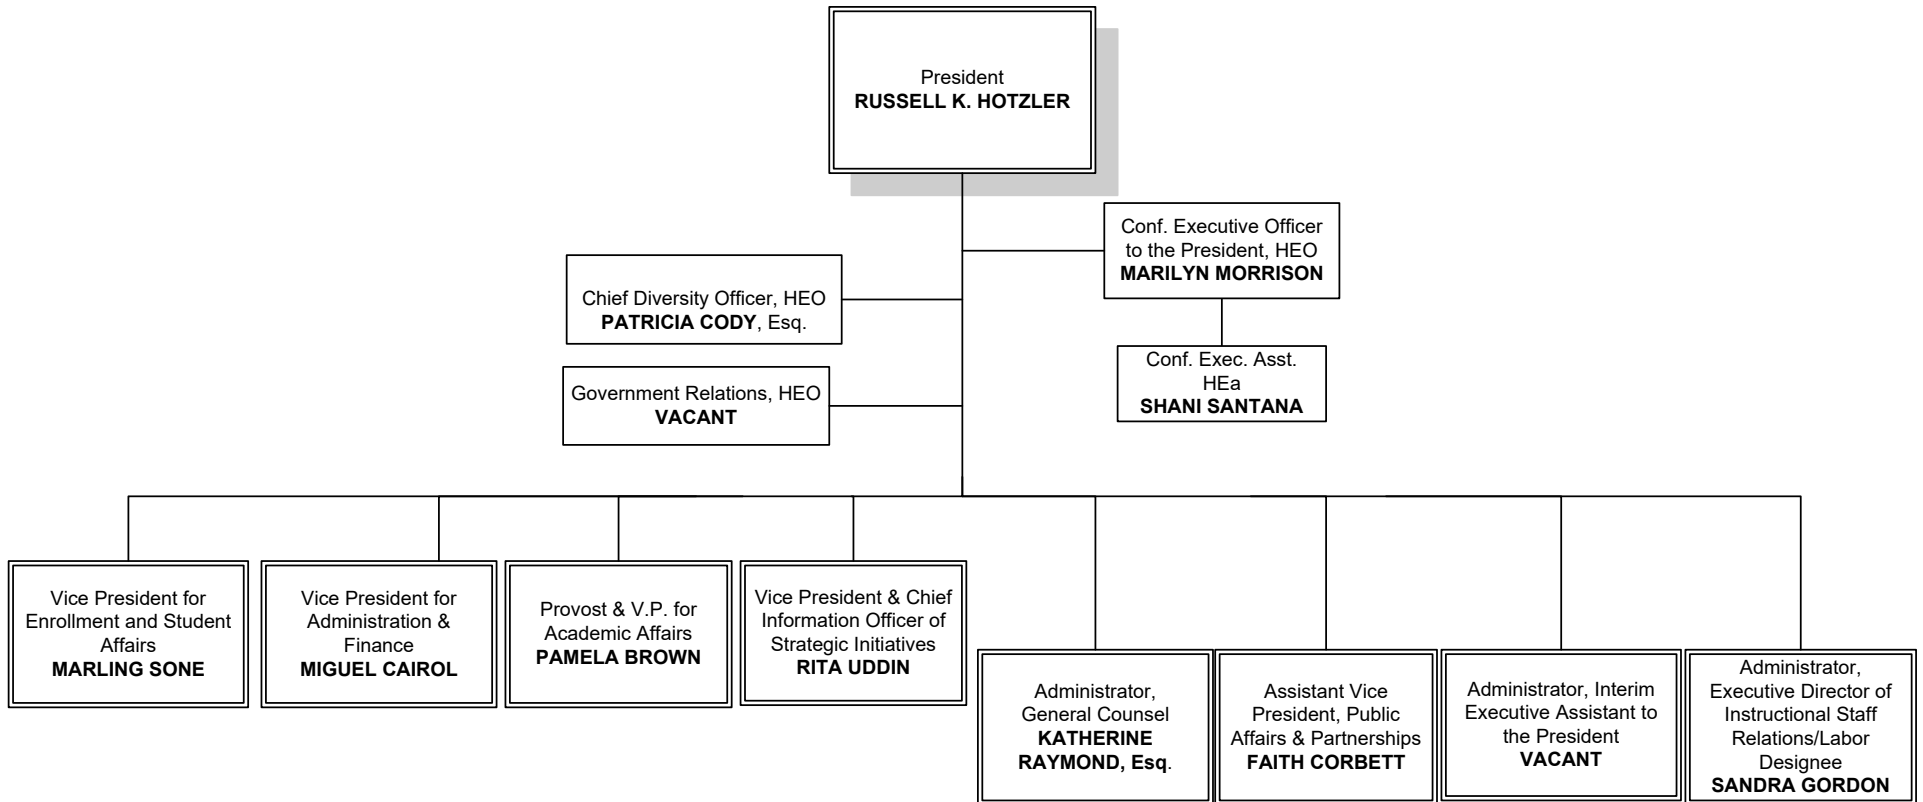 President
RUSSELL K. HOTZLER
Conf. Executive Officer
to the President, HEO
MARILYN MORRISON
Chief Diversity Officer, HEO
PATRICIA CODY, Esq.
Conf. Exec. Asst.
HEa
SHANI SANTANA
Government Relations, HEO
VACANT
Vice President for
Enrollment and Student
Affairs
MARLING SONE
Vice President for
Administration &
Finance
MIGUEL CAIROL
Provost & V.P. for
Academic Affairs
PAMELA BROWN
Vice President & Chief
Information Officer of
Strategic Initiatives
RITA UDDIN
Administrator,
General Counsel
KATHERINE
RAYMOND, Esq.
Assistant Vice
President, Public
Affairs & Partnerships
FAITH CORBETT
Administrator, Interim
Executive Assistant to
the President
VACANT
Administrator,
Executive Director of
Instructional Staff
Relations/Labor
Designee
SANDRA GORDON